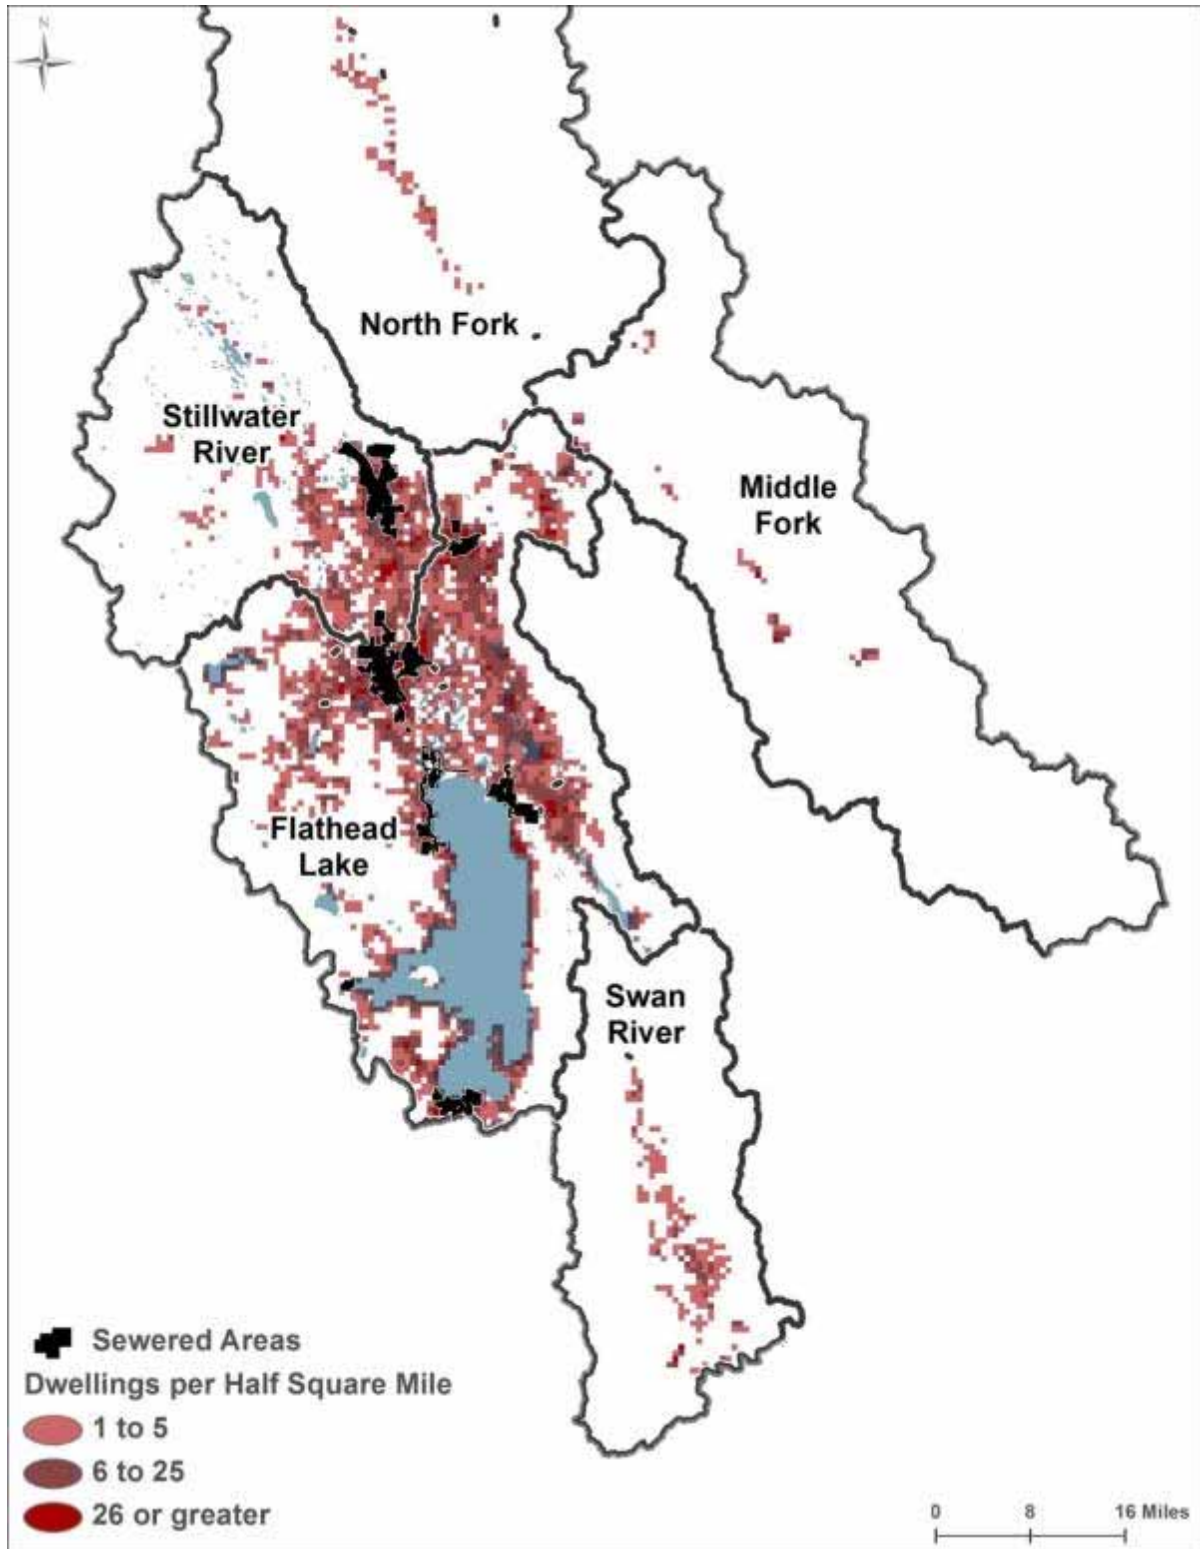 N
North Fork
Stillwater
River
Middle
Fork
Flathead
Lake
Swan
River
Sewered Areas
Dwellings per Half Square Mile
1 to 5
6 to 25
26 or greater
0 8 16 Miles